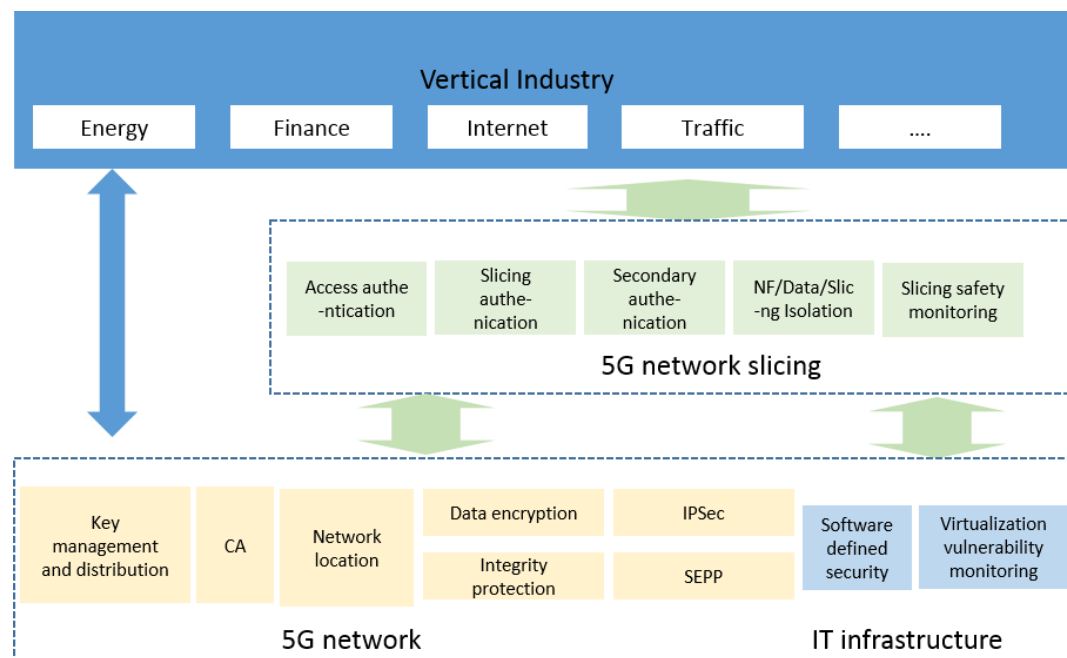 Vertical Industry
Energy
Finance
Internet
Traffic
....
Access authe
-ntication
Slicing
authe-
nication
Secondary
authe-
nication
NF/Data/Slic
-ng Isolation
Slicing safety
monitoring
5G network slicing
Key
management
and distribution
CA
Network
location
Data encryption
Integrity
protection
IPSec
SEPP
Software
defined
security
Virtualization
vulnerability
monitoring
5G network
IT infrastructure